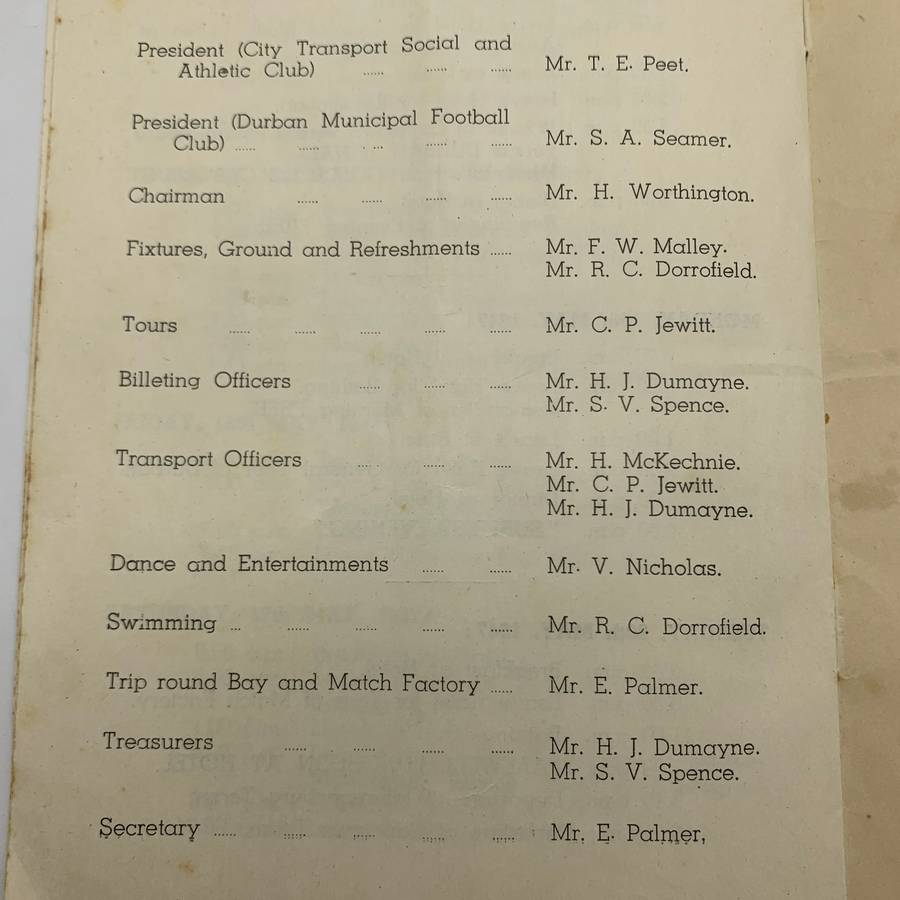 President (City Transport Social and
Athletic Club) ...... ...... ...... Mr. T. E. Peet.
President (Durban Municipal Football
Club) ...... ...... ... ...... ...... Mr. S. A. Seamer.
Chairman ...... ...... ...... ...... Mr. H. Worthington.
Fixtures, Ground and Refreshments ...... Mr. F. W. Malley.
Mr. R. C. Dorrofield.
Tours ...... ...... ...... ...... ...... Mr. C. P. Jewitt.
Billeting Officers ...... ...... ...... Mr. H. J. Dumayne.
Mr. S. V. Spence.
Transport Officers ...... ...... ...... Mr. H. McKechnie.
Mr. C. P. Jewitt.
Mr. H. J. Dumayne.
Dance and Entertainments ...... ...... Mr. V. Nicholas.
Swimming ... ...... ...... ...... ...... Mr. R. C. Dorrofield.
Trip round Bay and Match Factory ...... Mr. E. Palmer.
Treasurers ...... ...... ...... ...... Mr. H. J. Dumayne.
Mr. S. V. Spence.
Secretary ...... ...... ...... ...... ...... Mr. E. Palmer,